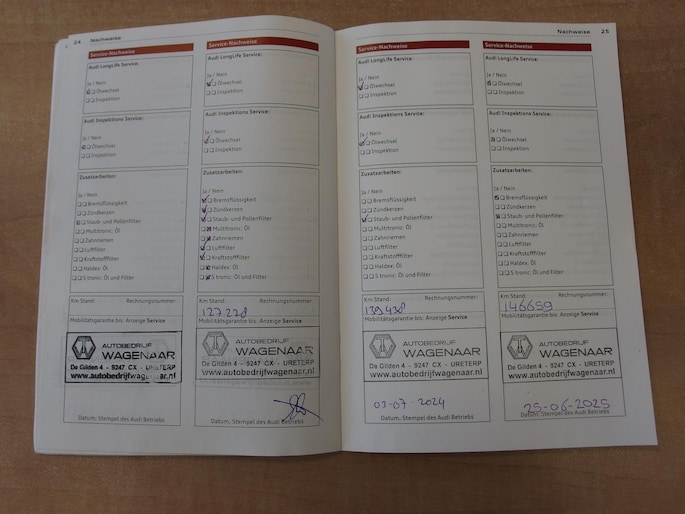 24 Nachweise
Service-Nachweise
Audi LongLife Service:
Ja / Nein
Ölwechsel
Inspektion
Audi Inspektions Service:
Ja / Nein
Ölwechsel
Inspektion
Zusatzarbeiten:
Ja / Nein
Bremsflüssigkeit
Zündkerzen
Staub- und Pollenfilter
Multitronic: Öl
Zahnriemen
Luftfilter
Kraftstofffilter
Haldex: Öl
S tronic: Öl und Filter
Km Stand: Rechnungsnummer:
Mobilitätsgarantie bis: Anzeige Service
AUTOBEDRIJF
WAGENAAR
De Gilden 4 - 9247 CX - URETERP
www.autobedrijfwagenaar.nl
Datum, Stempel des Audi Betriebs
Service-Nachweise
Audi LongLife Service:
Ja / Nein
Ölwechsel
Inspektion
Audi Inspektions Service:
Ja / Nein
Ölwechsel
Inspektion
Zusatzarbeiten:
Ja / Nein
Bremsflüssigkeit
Zündkerzen
Staub- und Pollenfilter
Multitronic: Öl
Zahnriemen
Luftfilter
Kraftstofffilter
Haldex: Öl
S tronic: Öl und Filter
Km Stand: Rechnungsnummer:
127.228
Mobilitätsgarantie bis: Anzeige Service
AUTOBEDRIJF
WAGENAAR
De Gilden 4 - 9247 CX - URETERP
www.autobedrijfwagenaar.nl
Datum, Stempel des Audi Betriebs
Nachweise 25
Service-Nachweise
Audi LongLife Service:
Ja / Nein
Ölwechsel
Inspektion
Audi Inspektions Service:
Ja / Nein
Ölwechsel
Inspektion
Zusatzarbeiten:
Ja / Nein
Bremsflüssigkeit
Zündkerzen
Staub- und Pollenfilter
Multitronic: Öl
Zahnriemen
Luftfilter
Kraftstofffilter
Haldex: Öl
S tronic: Öl und Filter
Km Stand: Rechnungsnummer:
139.438
Mobilitätsgarantie bis: Anzeige Service
AUTOBEDRIJF
WAGENAAR
De Gilden 4 - 9247 CX - URETERP
www.autobedrijfwagenaar.nl
03-07-2024
Datum, Stempel des Audi Betriebs
Service-Nachweise
Audi LongLife Service:
Ja / Nein
Ölwechsel
Inspektion
Audi Inspektions Service:
Ja / Nein
Ölwechsel
Inspektion
Zusatzarbeiten:
Ja / Nein
Bremsflüssigkeit
Zündkerzen
Staub- und Pollenfilter
Multitronic: Öl
Zahnriemen
Luftfilter
Kraftstofffilter
Haldex: Öl
S tronic: Öl und Filter
Km Stand: Rechnungsnummer:
146659
Mobilitätsgarantie bis: Anzeige Service
AUTOBEDRIJF
WAGENAAR
De Gilden 4 - 9247 CX - URETERP
www.autobedrijfwagenaar.nl
25-06-2025
Datum, Stempel des Audi Betriebs